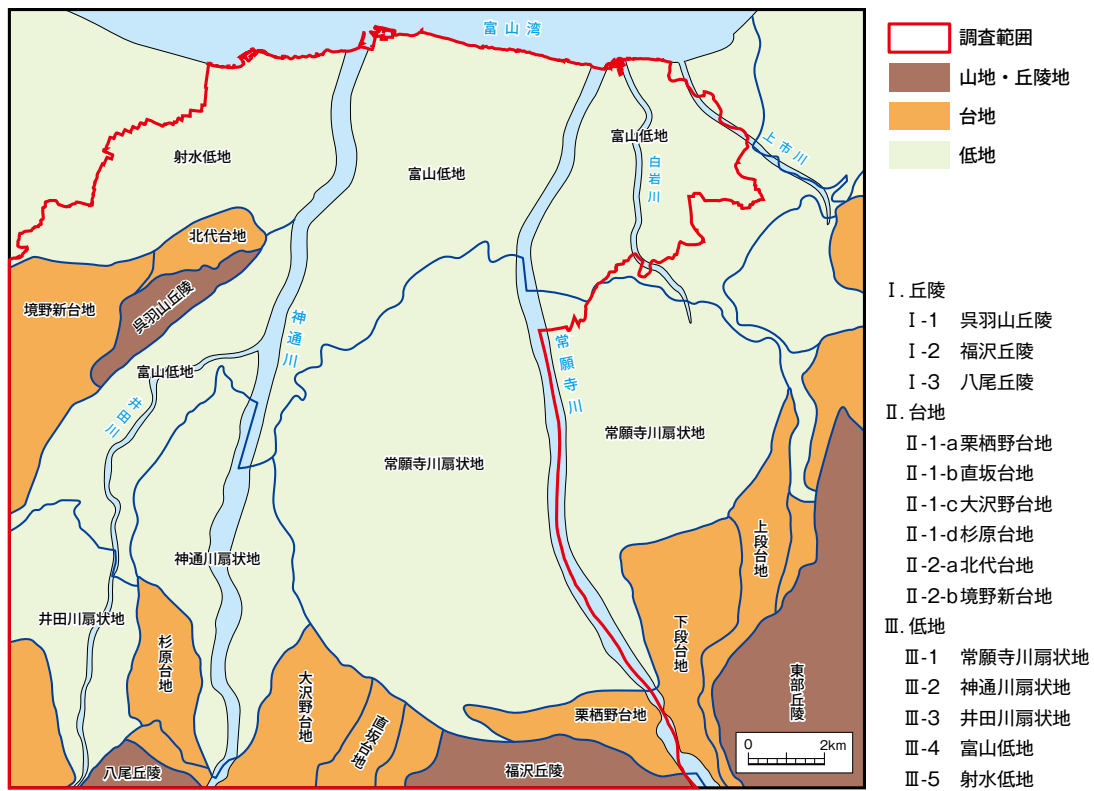 富山湾
射水低地
富山低地
富山低地
白岩川
上市川
北代台地
呉羽山丘陵
境野新台地
神通川
富山低地
井田川
常願寺川
常願寺川扇状地
常願寺川扇状地
神通川扇状地
井田川扇状地
杉原台地
大沢野台地
直坂台地
栗栖野台地
下段台地
上段台地
東部丘陵
八尾丘陵
福沢丘陵
0 2km
調査範囲
山地・丘陵地
台地
低地
Ⅰ. 丘陵
Ⅰ-1 呉羽山丘陵
Ⅰ-2 福沢丘陵
Ⅰ-3 八尾丘陵
Ⅱ. 台地
Ⅱ-1-a 栗栖野台地
Ⅱ-1-b 直坂台地
Ⅱ-1-c 大沢野台地
Ⅱ-1-d 杉原台地
Ⅱ-2-a 北代台地
Ⅱ-2-b 境野新台地
Ⅲ. 低地
Ⅲ-1 常願寺川扇状地
Ⅲ-2 神通川扇状地
Ⅲ-3 井田川扇状地
Ⅲ-4 富山低地
Ⅲ-5 射水低地